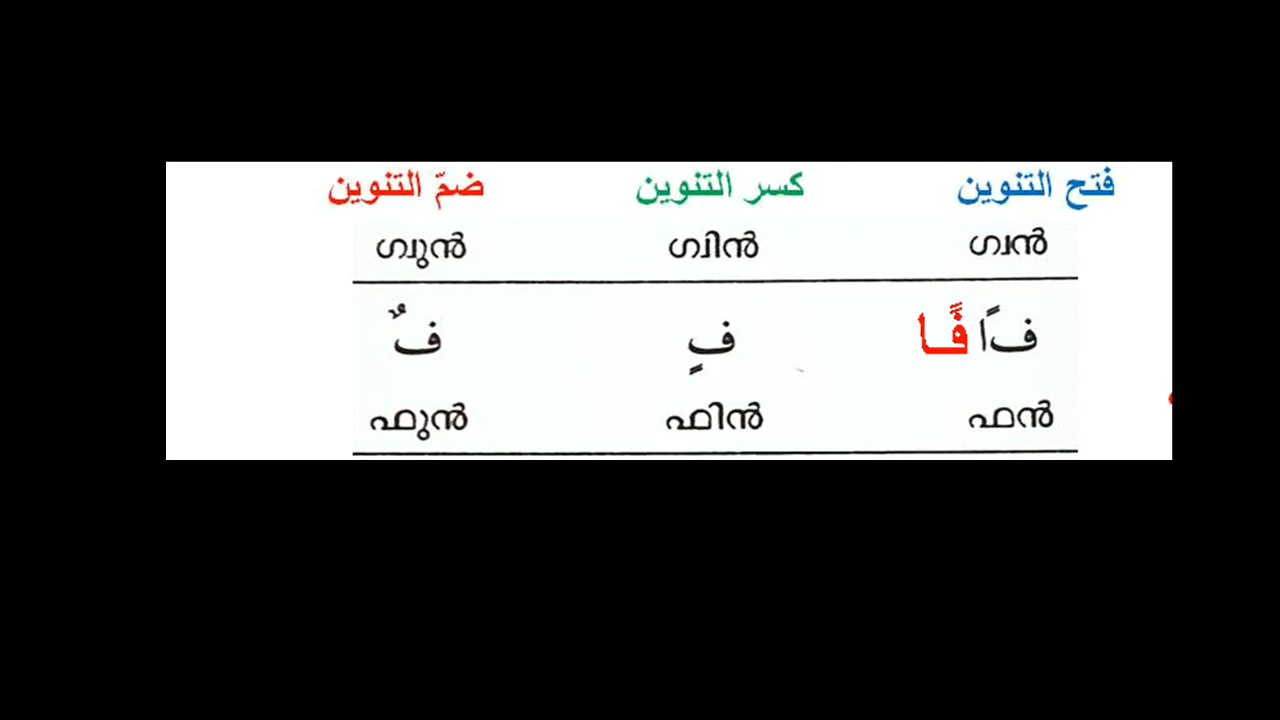 فتح التنوين كسر التنوين ضمّ التنوين
ഗ്വുൻ ഗ്വിൻ ഗ്വൻ
فًا فًا فٍ فٌ
ഫുൻ ഫിൻ ഫൻ